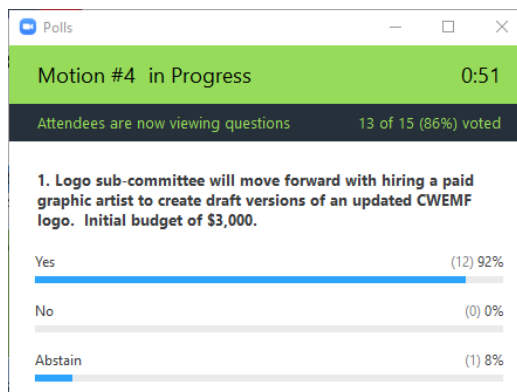 Polls
Motion #4  in Progress 0:51
Attendees are now viewing questions 13 of 15 (86%) voted
1. Logo sub-committee will move forward with hiring a paid
graphic artist to create draft versions of an updated CWEMF
logo.  Initial budget of $3,000.
Yes (12) 92%
No (0) 0%
Abstain (1) 8%